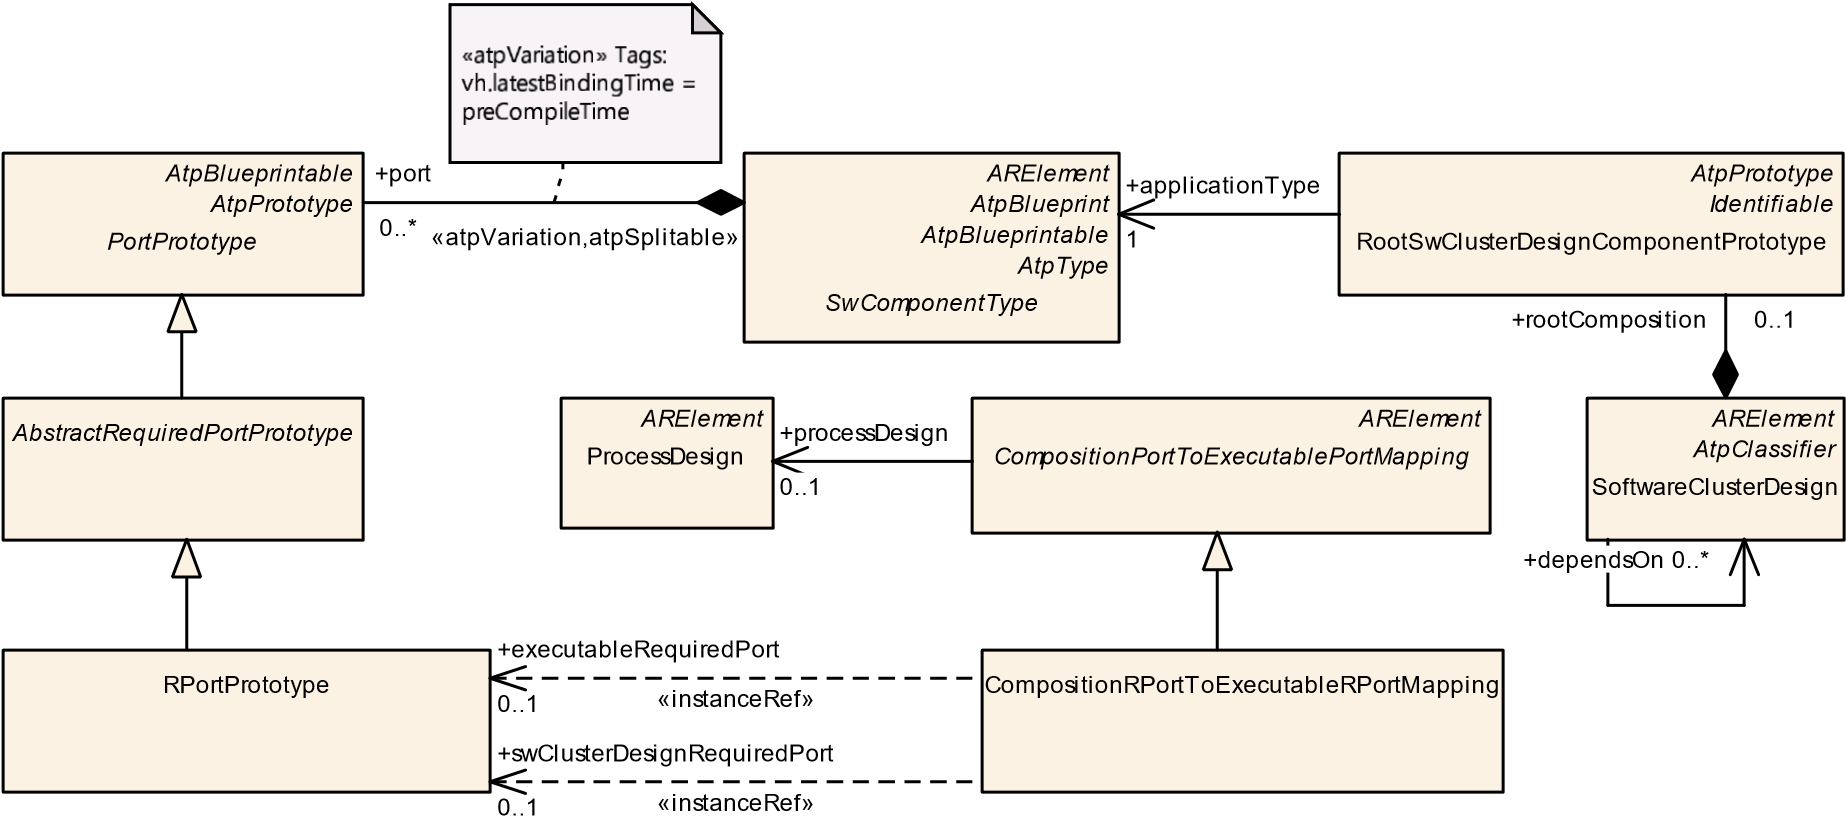 «atpVariation» Tags:
vh.latestBindingTime =
preCompileTime
AtpBlueprintable
AtpPrototype
PortPrototype
+port
0..*
«atpVariation,atpSplitable»
ARElement
AtpBlueprint
AtpBlueprintable
AtpType
SwComponentType
+applicationType
1
AtpPrototype
Identifiable
RootSwClusterDesignComponentPrototype
+rootComposition
0..1
AbstractRequiredPortPrototype
ARElement
ProcessDesign
+processDesign
0..1
ARElement
CompositionPortToExecutablePortMapping
ARElement
AtpClassifier
SoftwareClusterDesign
+dependsOn 0..*
RPortPrototype
+executableRequiredPort
0..1
«instanceRef»
+swClusterDesignRequiredPort
0..1
«instanceRef»
CompositionRPortToExecutableRPortMapping